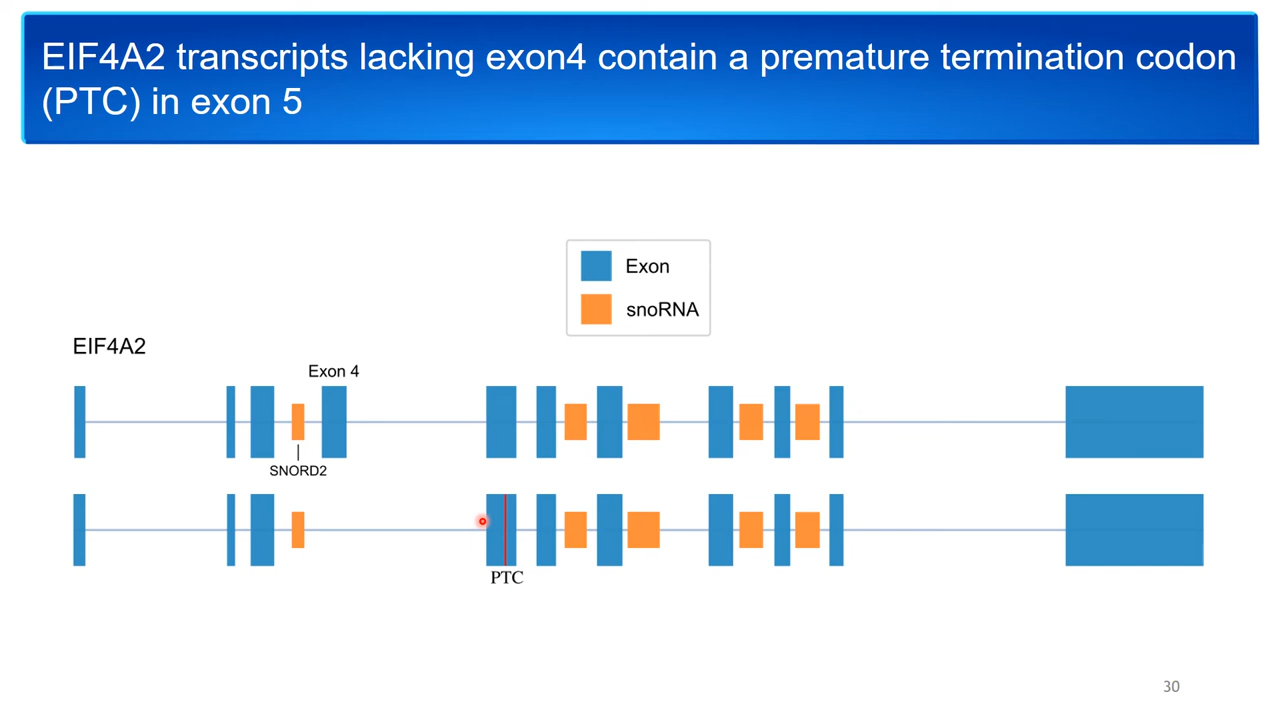 EIF4A2 transcripts lacking exon4 contain a premature termination codon
(PTC) in exon 5
Exon
snoRNA
EIF4A2
Exon 4
SNORD2
PTC
30